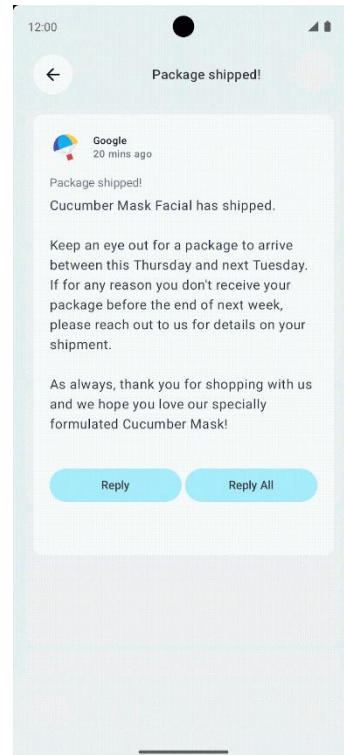 12:00
Package shipped!
Google
20 mins ago
Package shipped!
Cucumber Mask Facial has shipped.
Keep an eye out for a package to arrive
between this Thursday and next Tuesday.
If for any reason you don't receive your
package before the end of next week,
please reach out to us for details on your
shipment.
As always, thank you for shopping with us
and we hope you love our specially
formulated Cucumber Mask!
Reply
Reply All